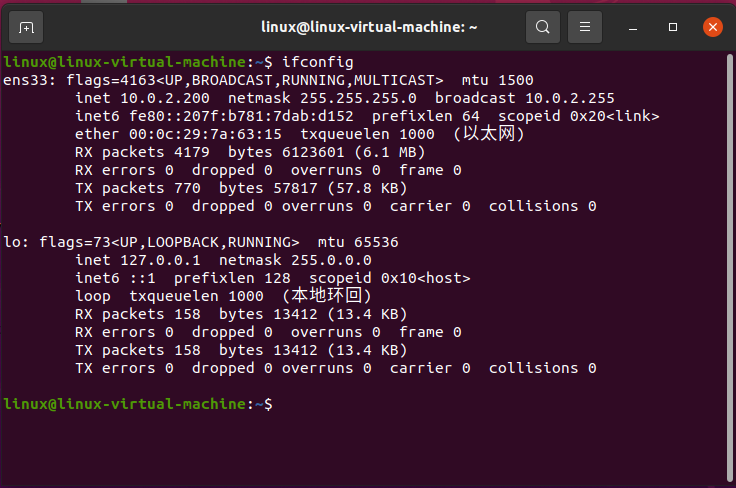 linux@linux-virtual-machine: ~
linux@linux-virtual-machine:~$ ifconfig
ens33: flags=4163<UP,BROADCAST,RUNNING,MULTICAST>  mtu 1500
        inet 10.0.2.200  netmask 255.255.255.0  broadcast 10.0.2.255
        inet6 fe80::207f:b781:7dab:d152  prefixlen 64  scopeid 0x20<link>
        ether 00:0c:29:7a:63:15  txqueuelen 1000  (以太网)
        RX packets 4179  bytes 6123601 (6.1 MB)
        RX errors 0  dropped 0  overruns 0  frame 0
        TX packets 770  bytes 57817 (57.8 KB)
        TX errors 0  dropped 0 overruns 0  carrier 0  collisions 0
lo: flags=73<UP,LOOPBACK,RUNNING>  mtu 65536
        inet 127.0.0.1  netmask 255.0.0.0
        inet6 ::1  prefixlen 128  scopeid 0x10<host>
        loop  txqueuelen 1000  (本地环回)
        RX packets 158  bytes 13412 (13.4 KB)
        RX errors 0  dropped 0  overruns 0  frame 0
        TX packets 158  bytes 13412 (13.4 KB)
        TX errors 0  dropped 0 overruns 0  carrier 0  collisions 0
linux@linux-virtual-machine:~$